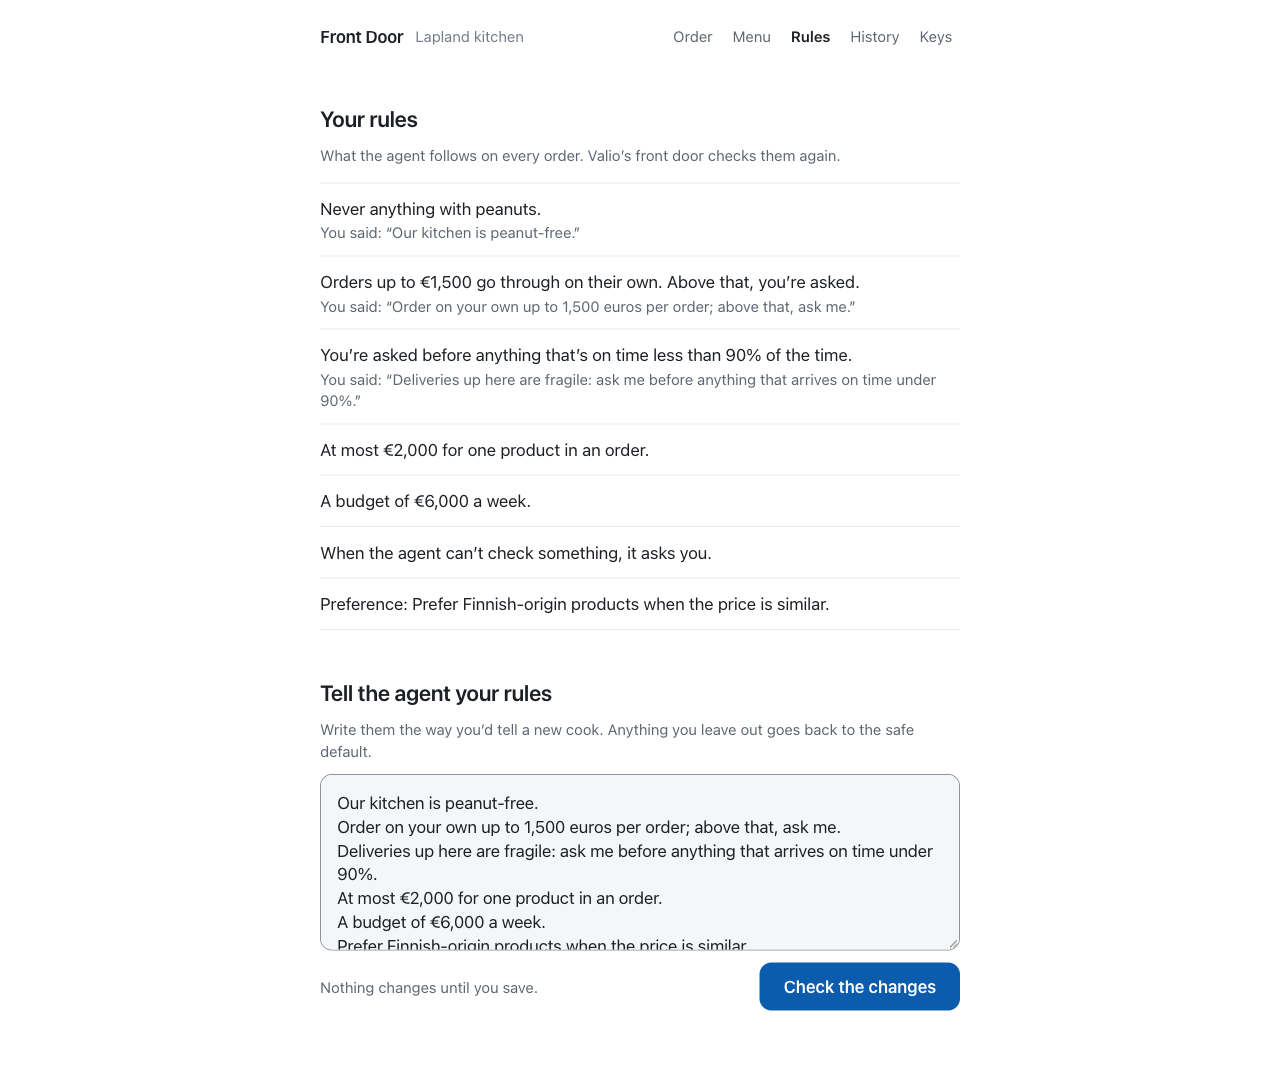 Front Door Lapland kitchen Order Menu Rules History Keys
Your rules
What the agent follows on every order. Valio’s front door checks them again.
Never anything with peanuts.
You said: “Our kitchen is peanut-free.”
Orders up to €1,500 go through on their own. Above that, you’re asked.
You said: “Order on your own up to 1,500 euros per order; above that, ask me.”
You’re asked before anything that’s on time less than 90% of the time.
You said: “Deliveries up here are fragile: ask me before anything that arrives on time under
90%.”
At most €2,000 for one product in an order.
A budget of €6,000 a week.
When the agent can’t check something, it asks you.
Preference: Prefer Finnish-origin products when the price is similar.
Tell the agent your rules
Write them the way you’d tell a new cook. Anything you leave out goes back to the safe
default.
Our kitchen is peanut-free.
Order on your own up to 1,500 euros per order; above that, ask me.
Deliveries up here are fragile: ask me before anything that arrives on time under
90%.
At most €2,000 for one product in an order.
A budget of €6,000 a week.
Prefer Finnish-origin products when the price is similar.
Nothing changes until you save. Check the changes